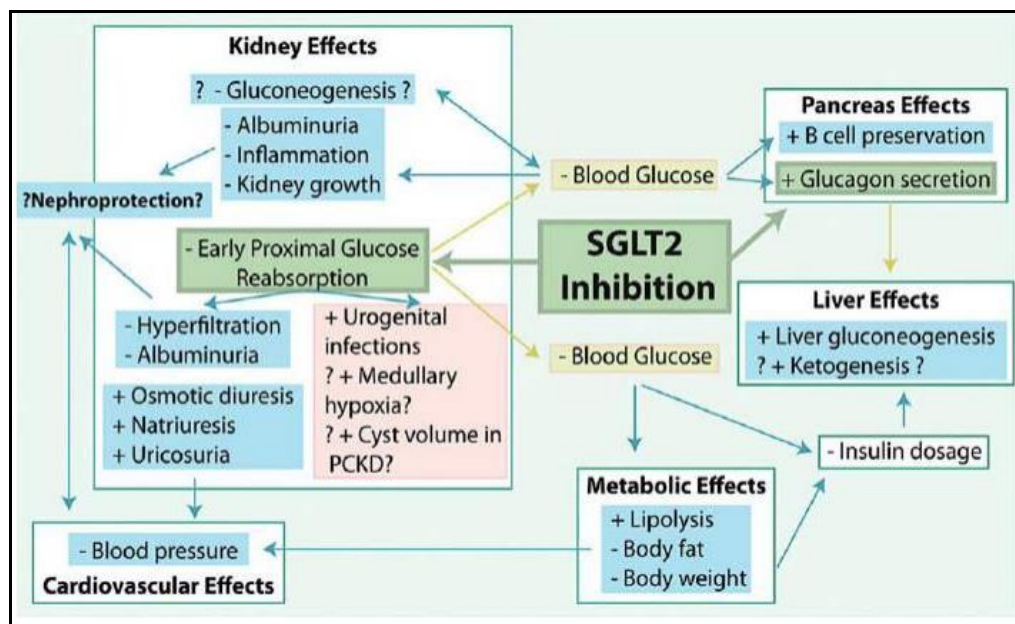 Kidney Effects
? - Gluconeogenesis ?
- Albuminuria
- Inflammation
- Kidney growth
?Nephroprotection?
- Early Proximal Glucose
Reabsorption
- Hyperfiltration
- Albuminuria
+ Osmotic diuresis
+ Natriuresis
+ Uricosuria
+ Urogenital
infections
? + Medullary
hypoxia?
? + Cyst volume in
PCKD?
- Blood pressure
Cardiovascular Effects
- Blood Glucose
SGLT2
Inhibition
- Blood Glucose
Pancreas Effects
+ B cell preservation
+ Glucagon secretion
Liver Effects
+ Liver gluconeogenesis
? + Ketogenesis ?
- Insulin dosage
Metabolic Effects
+ Lipolysis
- Body fat
- Body weight